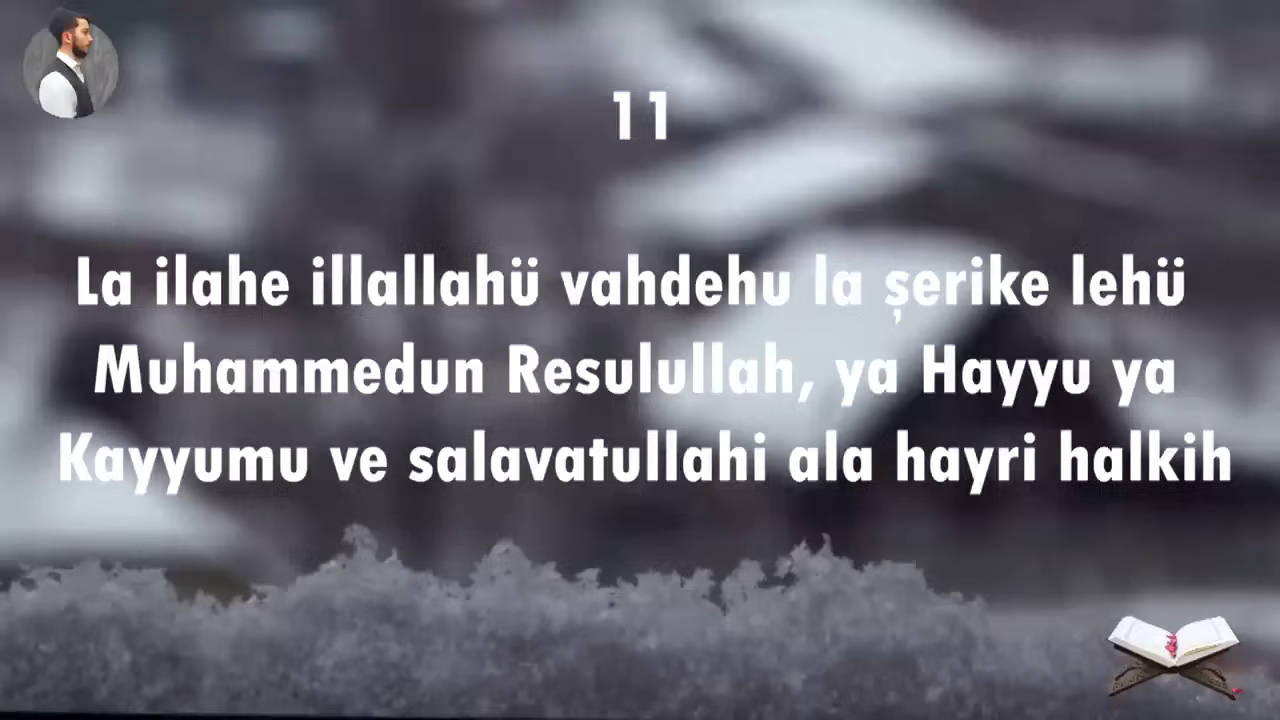 11
La ilahe illallahü vahdehu la şerike lehü
Muhammedun Resulullah, ya Hayyu ya
Kayyumu ve salavatullahi ala hayri halkih